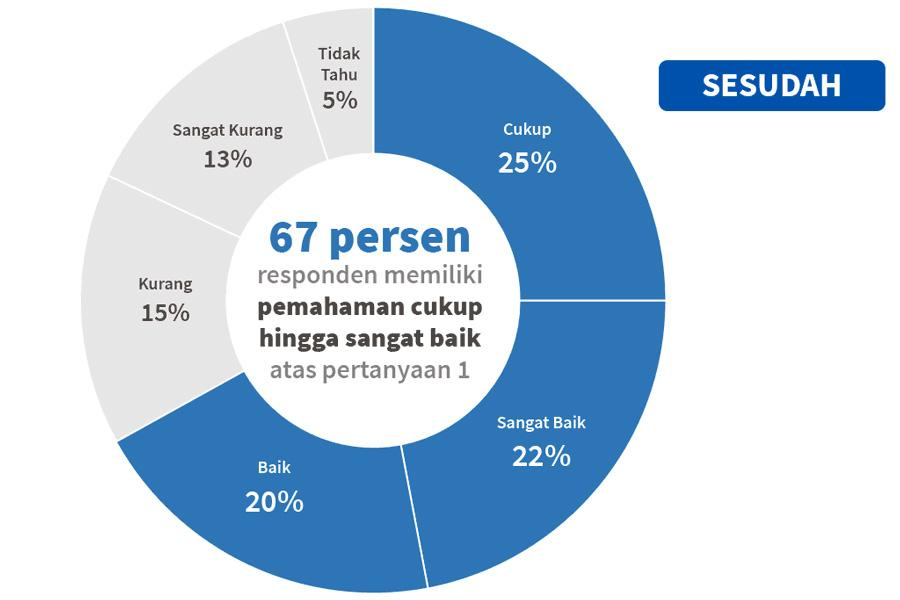 SESUDAH
Tidak
Tahu
5%
Sangat Kurang
13%
Cukup
25%
Kurang
15%
67 persen
responden memiliki
pemahaman cukup
hingga sangat baik
atas pertanyaan 1
Sangat Baik
22%
Baik
20%